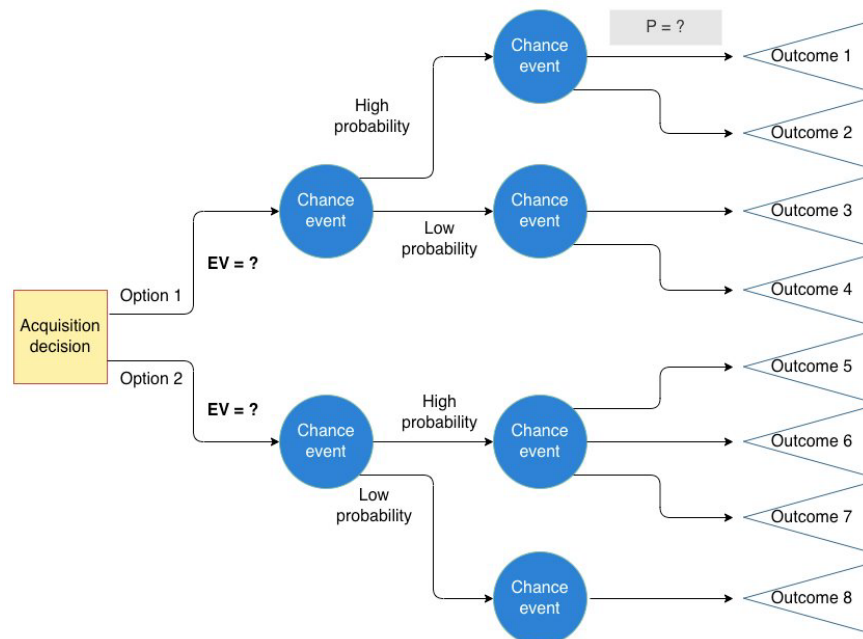 Chance
event
P = ?
Outcome 1
High
probability
Outcome 2
Chance
event
Chance
event
Outcome 3
Low
probability
EV = ?
Option 1
Outcome 4
Acquisition
decision
Option 2
Outcome 5
EV = ?
High
probability
Chance
event
Chance
event
Outcome 6
Low
probability
Outcome 7
Chance
event
Outcome 8